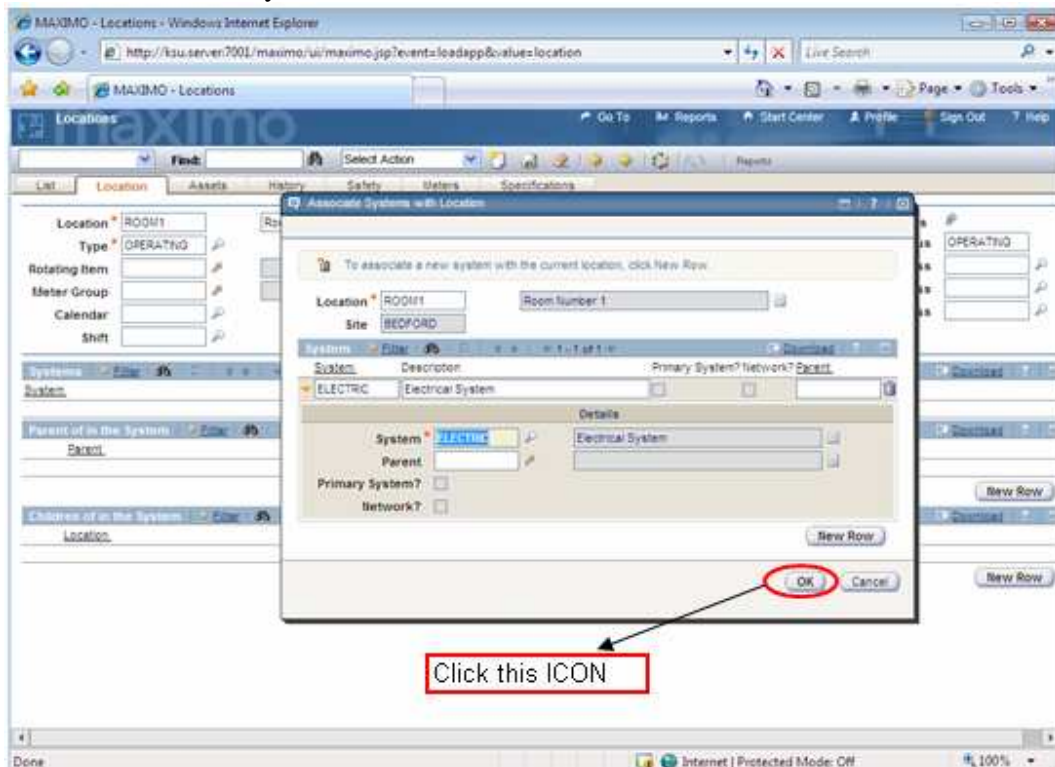 MAXIMO - Locations - Windows Internet Explorer
http://ksu.server:7001/maximo/ui/maximo.jsp?event=loadapp&value=location
Live Search
MAXIMO - Locations
Page
Tools
Locations
maximo
Go To
Reports
Start Center
Profile
Sign Out
Help
Find:
Select Action
Reports
List
Location
Assets
History
Safety
Meters
Specifications
Associate Systems with Location
Location * ROOM1
Type * OPERATING
OPERATING
Rotating Item
Meter Group
Calendar
Shift
To associate a new system with the current location, click New Row.
Location * ROOM1 Room Number 1
Site BEDFORD
System Filter 1 - 1 of 1 Download
System Description Primary System? Network? Parent
ELECTRIC Electrical System
Details
System * ELECTRIC Electrical System
Parent
Primary System?
Network?
New Row
OK Cancel
Systems Filter Download
System
Parent of in the System Filter Download
Parent
New Row
Children of in the System Filter Download
Location
New Row
Click this ICON
Done
Internet | Protected Mode: Off
100%